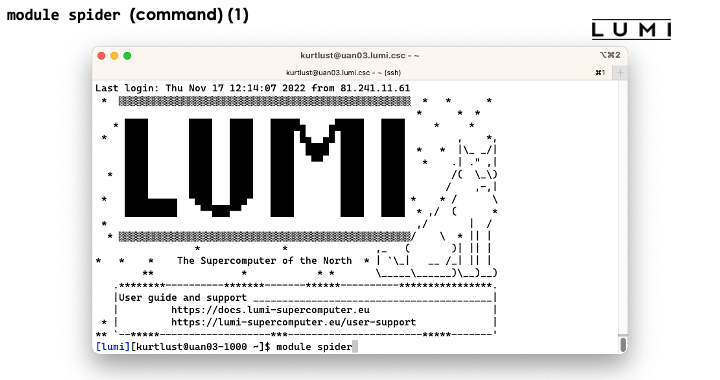 module spider (command) (1)
LUMI
kurtlust@uan03.lumi.csc - ~
⌥⌘2
kurtlust@uan03.lumi.csc - ~ (ssh)
⌘1
Last login: Thu Nov 17 12:14:07 2022 from 81.241.11.61
LUMI
The Supercomputer of the North
User guide and support
https://docs.lumi-supercomputer.eu
https://lumi-supercomputer.eu/user-support
[lumi][kurtlust@uan03-1000 ~]$ module spider